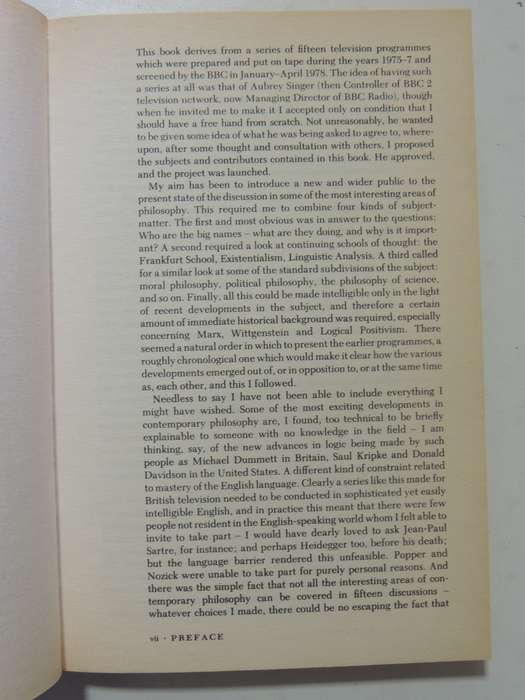 This book derives from a series of fifteen television programmes
which were prepared and put on tape during the years 1975–7 and
screened by the BBC in January–April 1978. The idea of having such
a series at all was that of Aubrey Singer (then Controller of BBC 2
television network, now Managing Director of BBC Radio), though
when he invited me to make it I accepted only on condition that I
should have a free hand from scratch. Not unreasonably, he wanted
to be given some idea of what he was being asked to agree to, where-
upon, after some thought and consultation with others, I proposed
the subjects and contributors contained in this book. He approved,
and the project was launched.
My aim has been to introduce a new and wider public to the
present state of the discussion in some of the most interesting areas of
philosophy. This required me to combine four kinds of subject-
matter. The first and most obvious was in answer to the questions:
Who are the big names – what are they doing, and why is it import-
ant? A second required a look at continuing schools of thought: the
Frankfurt School, Existentialism, Linguistic Analysis. A third called
for a similar look at some of the standard subdivisions of the subject:
moral philosophy, political philosophy, the philosophy of science,
and so on. Finally, all this could be made intelligible only in the light
of recent developments in the subject, and therefore a certain
amount of immediate historical background was required, especially
concerning Marx, Wittgenstein and Logical Positivism. There
seemed a natural order in which to present the earlier programmes, a
roughly chronological one which would make it clear how the various
developments emerged out of, or in opposition to, or at the same time
as, each other, and this I followed.
Needless to say I have not been able to include everything I
might have wished. Some of the most exciting developments in
contemporary philosophy are, I found, too technical to be briefly
explainable to someone with no knowledge in the field – I am
thinking, say, of the new advances in logic being made by such
people as Michael Dummett in Britain, Saul Kripke and Donald
Davidson in the United States. A different kind of constraint related
to mastery of the English language. Clearly a series like this made for
British television needed to be conducted in sophisticated yet easily
intelligible English, and in practice this meant that there were few
people not resident in the English-speaking world whom I felt able to
invite to take part – I would have dearly loved to ask Jean-Paul
Sartre, for instance; and perhaps Heidegger too, before his death;
but the language barrier rendered this unfeasible. Popper and
Nozick were unable to take part for purely personal reasons. And
there was the simple fact that not all the interesting areas of con-
temporary philosophy can be covered in fifteen discussions –
whatever choices I made, there could be no escaping the fact that
vii · PREFACE